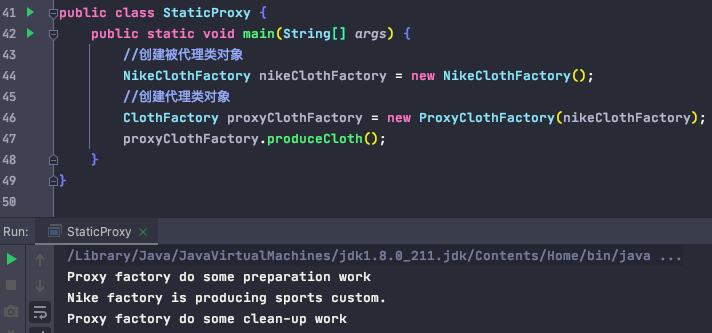 41 public class StaticProxy {
42 public static void main(String[] args) {
43 //创建被代理类对象
44 NikeClothFactory nikeClothFactory = new NikeClothFactory();
45 //创建代理类对象
46 ClothFactory proxyClothFactory = new ProxyClothFactory(nikeClothFactory);
47 proxyClothFactory.produceCloth();
48 }
49 }
50
Run: StaticProxy ×
/Library/Java/JavaVirtualMachines/jdk1.8.0_211.jdk/Contents/Home/bin/java ...
Proxy factory do some preparation work
Nike factory is producing sports custom.
Proxy factory do some clean-up work